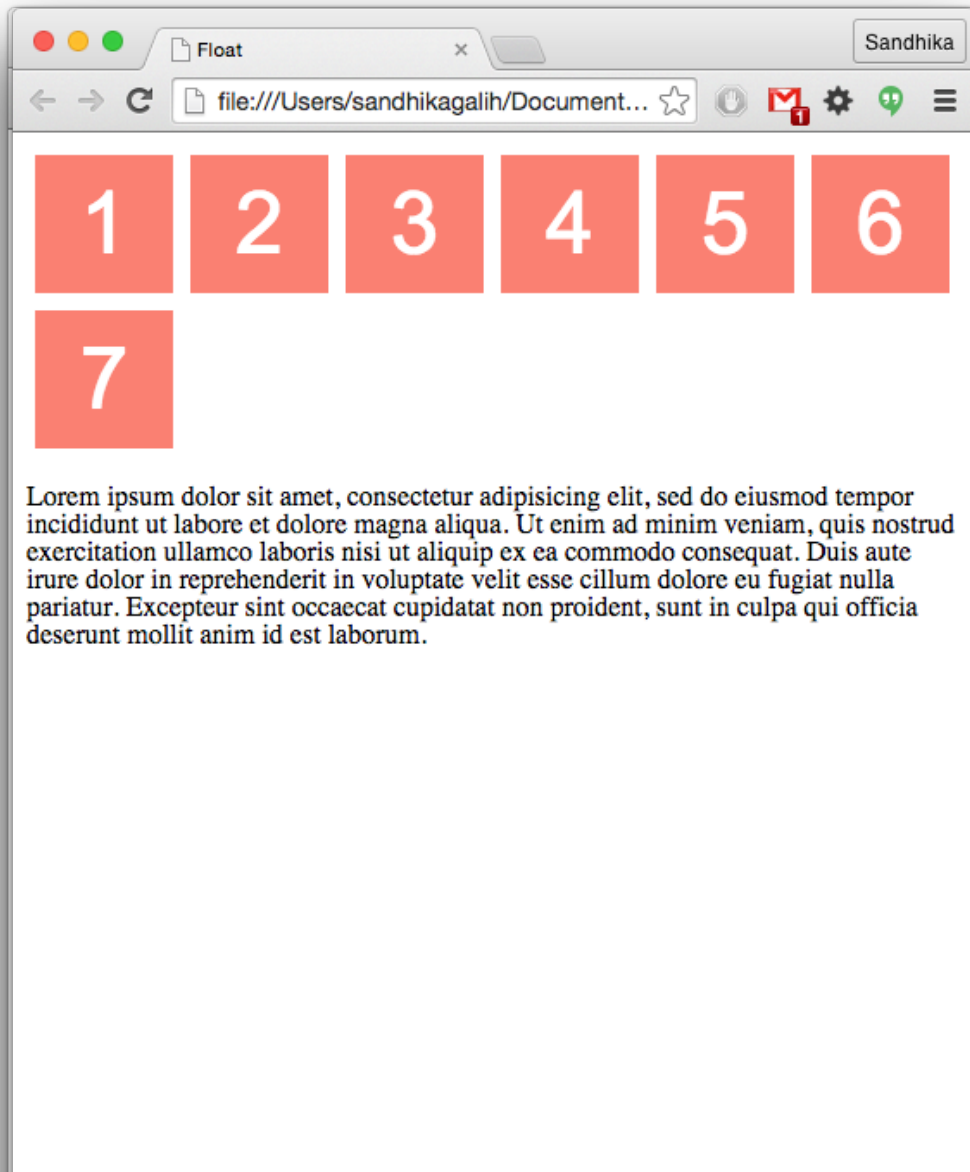 Float
Sandhika
file:///Users/sandhikagalih/Document...
1
1 2 3 4 5 6
7
Lorem ipsum dolor sit amet, consectetur adipisicing elit, sed do eiusmod tempor
incididunt ut labore et dolore magna aliqua. Ut enim ad minim veniam, quis nostrud
exercitation ullamco laboris nisi ut aliquip ex ea commodo consequat. Duis aute
irure dolor in reprehenderit in voluptate velit esse cillum dolore eu fugiat nulla
pariatur. Excepteur sint occaecat cupidatat non proident, sunt in culpa qui officia
deserunt mollit anim id est laborum.